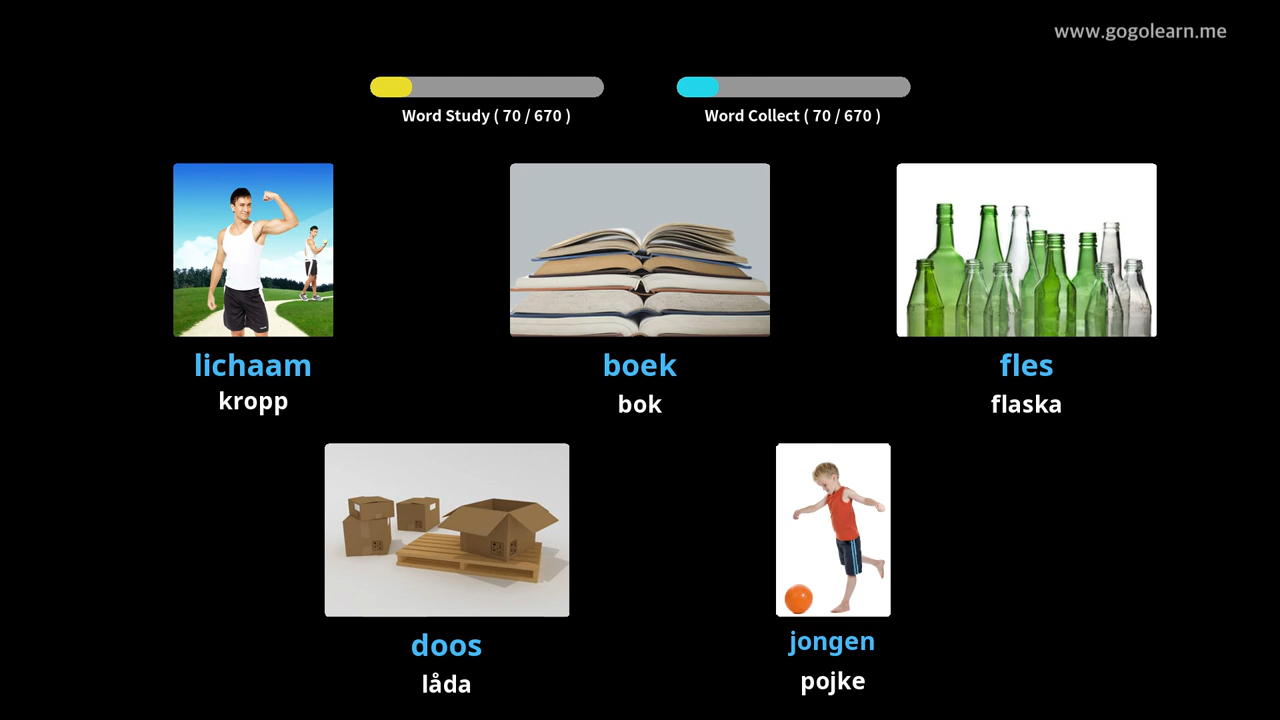 www.gogolearn.me
Word Study ( 70 / 670 )
Word Collect ( 70 / 670 )
lichaam
kropp
boek
bok
fles
flaska
doos
låda
jongen
pojke